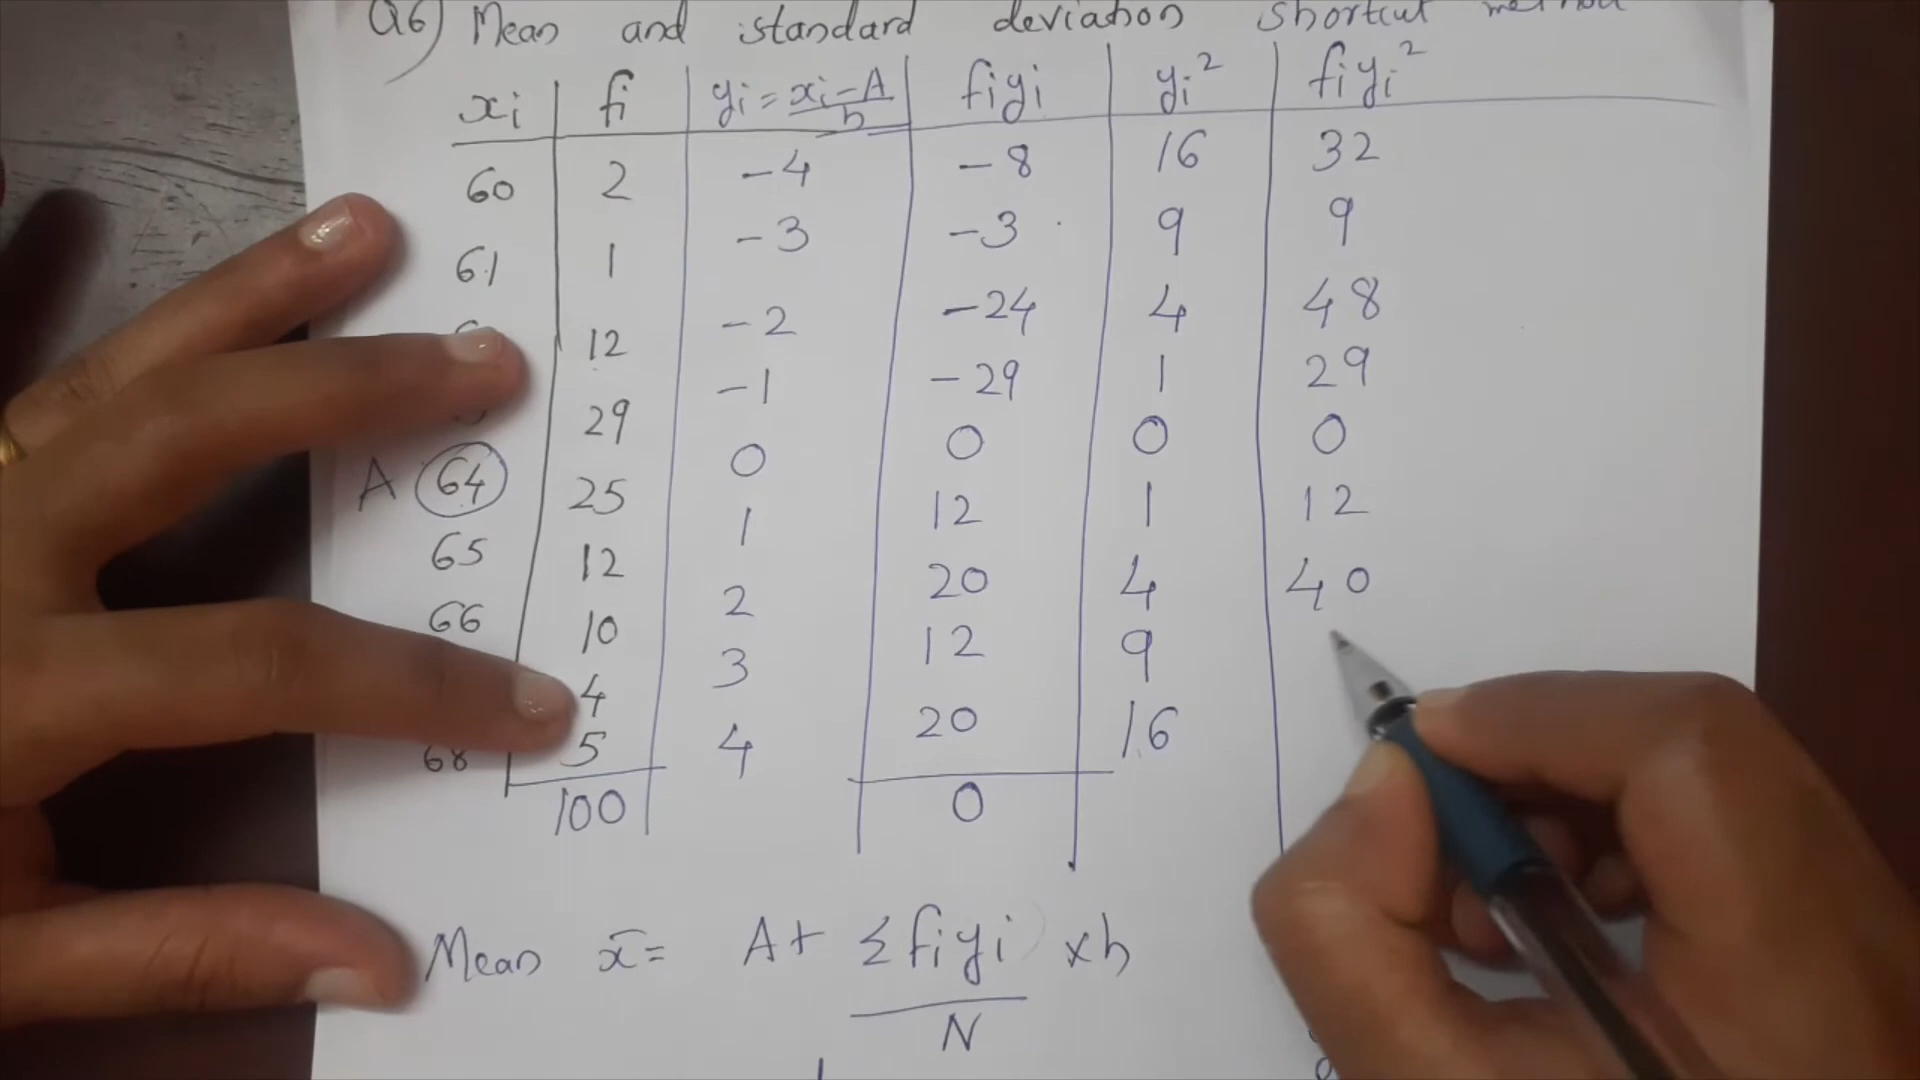 Q6) Mean and standard deviation shortcut method
xi fi yi = xi-A/h fiyi yi² fiyi²
60 2 -4 -8 16 32
61 1 -3 -3 9 9
12 -2 -24 4 48
29 -1 -29 1 29
A 64 25 0 0 0 0
65 12 1 12 1 12
66 10 2 20 4 40
4 3 12 9
68 5 4 20 16
100 0
Mean x̄ = A + Σfiyi × h
N